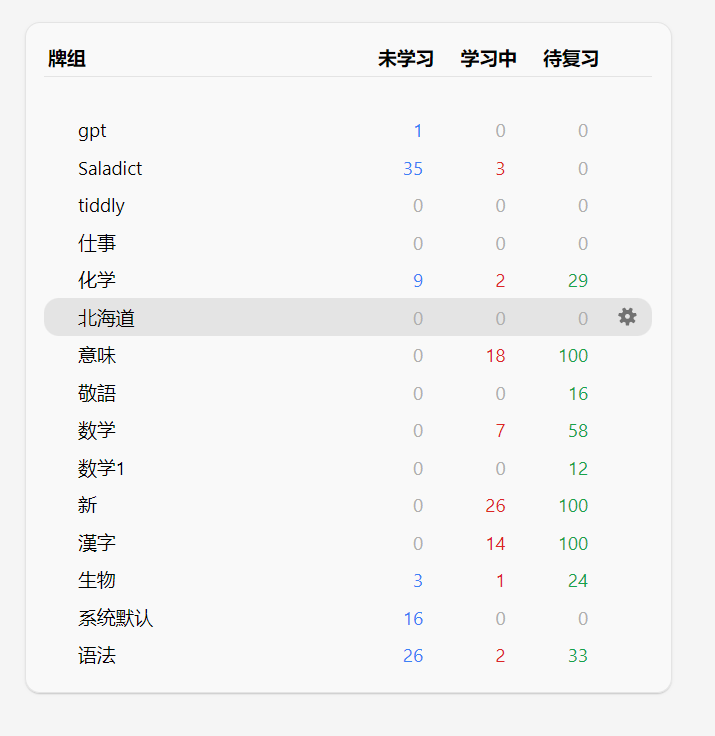 牌组 未学习 学习中 待复习
gpt 1 0 0
Saladict 35 3 0
tiddly 0 0 0
仕事 0 0 0
化学 9 2 29
北海道 0 0 0
意味 0 18 100
敬語 0 0 16
数学 0 7 58
数学1 0 0 12
新 0 26 100
漢字 0 14 100
生物 3 1 24
系统默认 16 0 0
语法 26 2 33